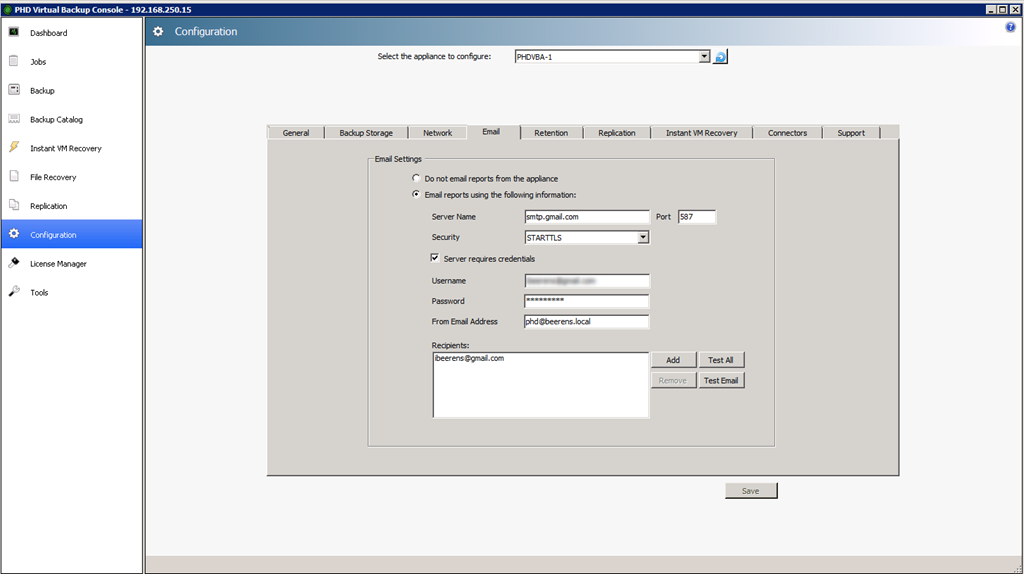 PHD Virtual Backup Console - 192.168.250.15
Dashboard
Jobs
Backup
Backup Catalog
Instant VM Recovery
File Recovery
Replication
Configuration
License Manager
Tools
Configuration
?
Select the appliance to configure: PHDVBA-1
General Backup Storage Network Email Retention Replication Instant VM Recovery Connectors Support
Email Settings
Do not email reports from the appliance
Email reports using the following information:
Server Name smtp.gmail.com Port 587
Security STARTTLS
Server requires credentials
Username
Password *********
From Email Address phd@beerens.local
Recipients:
ibeerens@gmail.com
Add Test All
Remove Test Email
Save